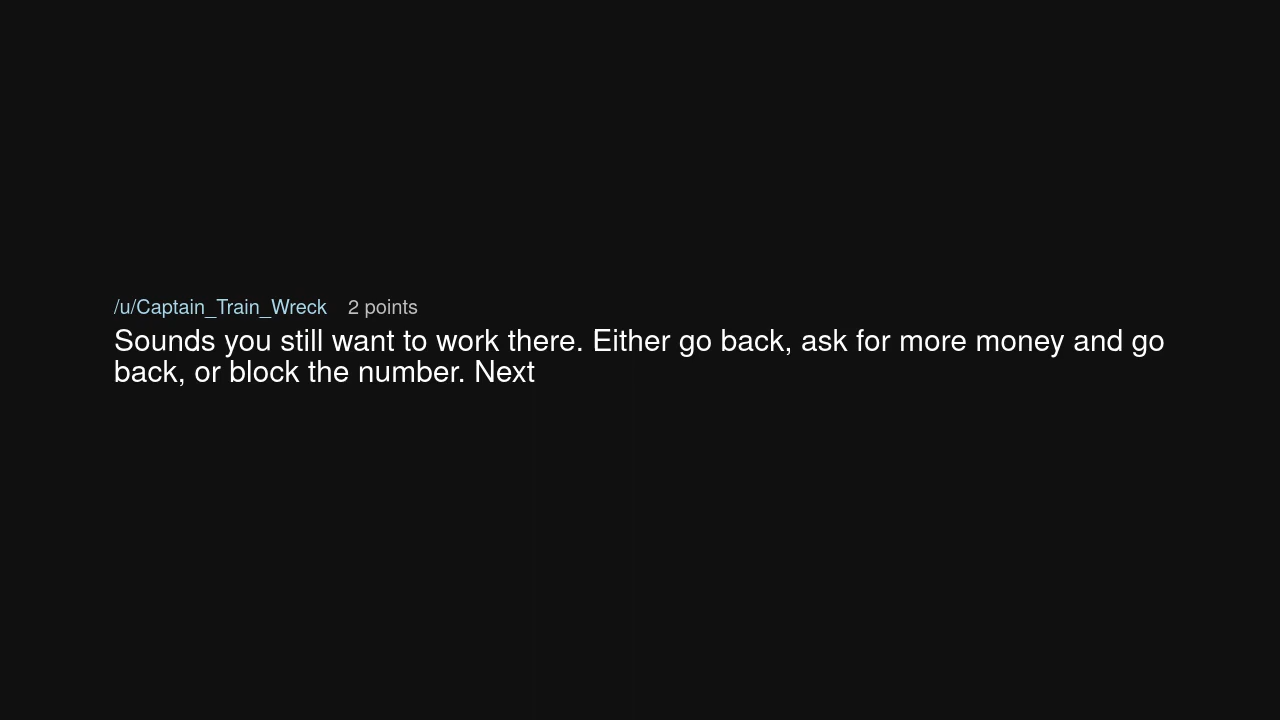 /u/Captain_Train_Wreck 2 points
Sounds you still want to work there. Either go back, ask for more money and go
back, or block the number. Next